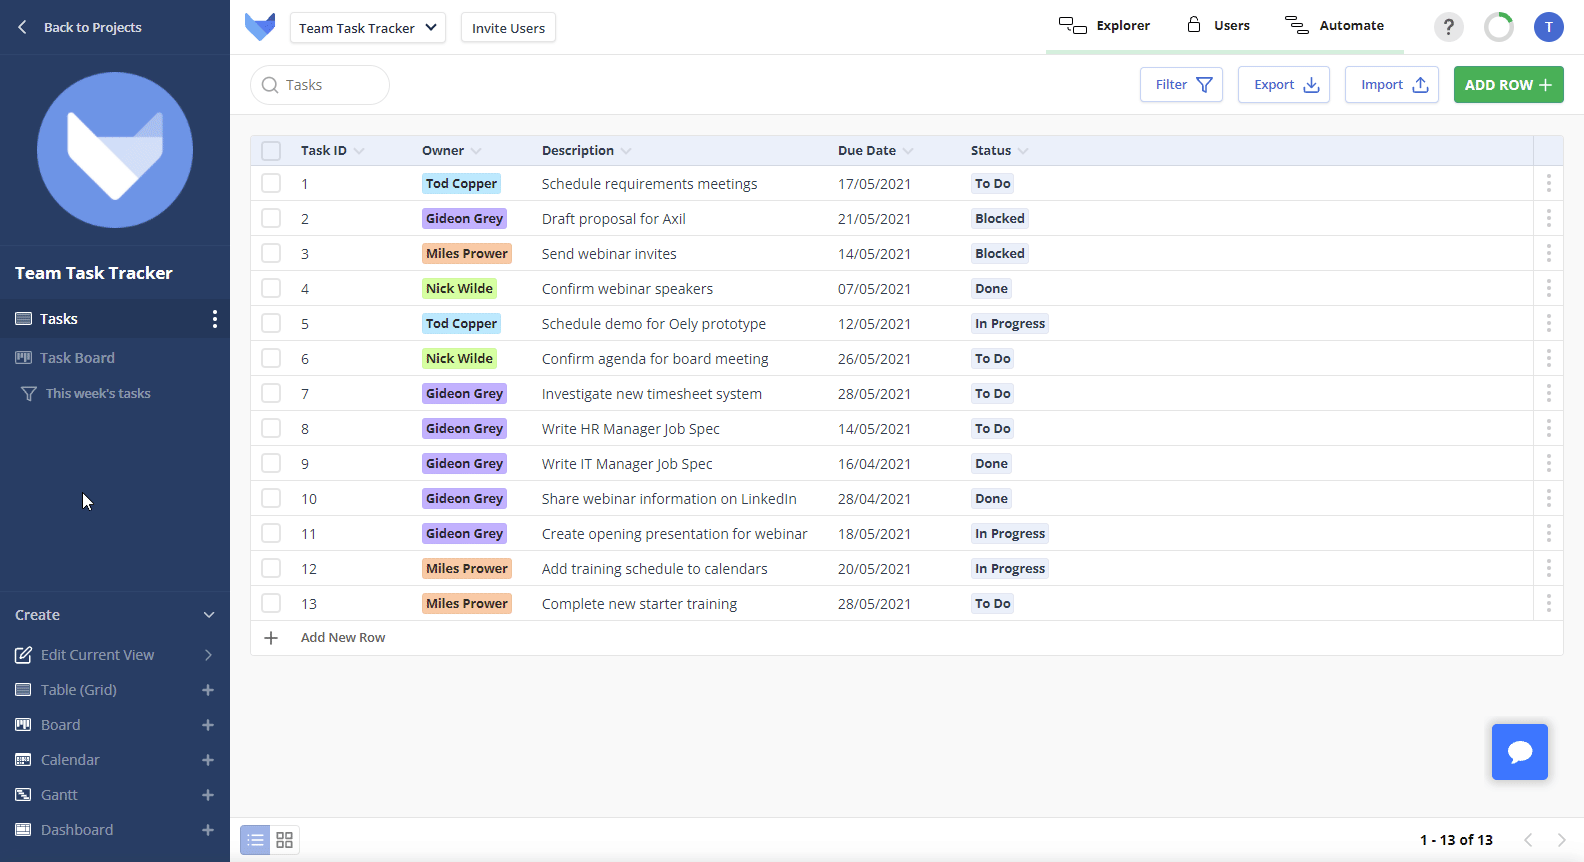 Back to Projects
Team Task Tracker
Invite Users
Explorer
Users
Automate
?
T
Tasks
Filter
Export
Import
ADD ROW
Team Task Tracker
Tasks
Task Board
This week's tasks
Create
Edit Current View
Table (Grid)
Board
Calendar
Gantt
Dashboard
Task ID Owner Description Due Date Status
1 Tod Copper Schedule requirements meetings 17/05/2021 To Do
2 Gideon Grey Draft proposal for Axil 21/05/2021 Blocked
3 Miles Prower Send webinar invites 14/05/2021 Blocked
4 Nick Wilde Confirm webinar speakers 07/05/2021 Done
5 Tod Copper Schedule demo for Oely prototype 12/05/2021 In Progress
6 Nick Wilde Confirm agenda for board meeting 26/05/2021 To Do
7 Gideon Grey Investigate new timesheet system 28/05/2021 To Do
8 Gideon Grey Write HR Manager Job Spec 14/05/2021 To Do
9 Gideon Grey Write IT Manager Job Spec 16/04/2021 Done
10 Gideon Grey Share webinar information on LinkedIn 28/04/2021 Done
11 Gideon Grey Create opening presentation for webinar 18/05/2021 In Progress
12 Miles Prower Add training schedule to calendars 20/05/2021 In Progress
13 Miles Prower Complete new starter training 28/05/2021 To Do
Add New Row
1 - 13 of 13